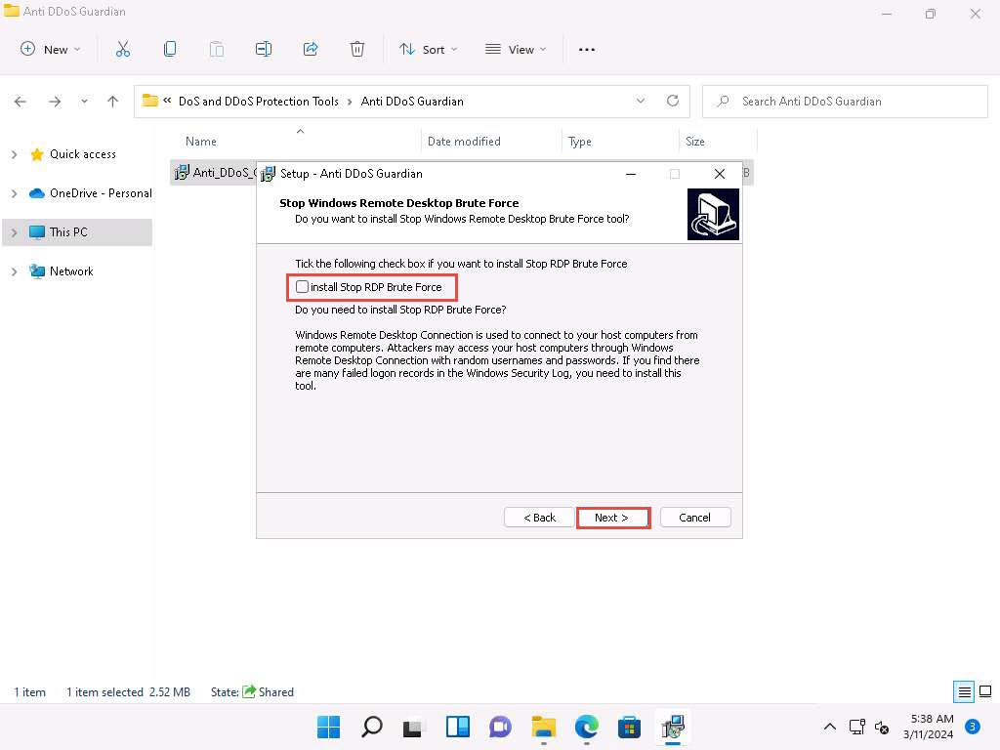 Anti DDoS Guardian
New
Sort
View
« DoS and DDoS Protection Tools > Anti DDoS Guardian
Search Anti DDoS Guardian
Quick access
OneDrive - Personal
This PC
Network
Name
Date modified
Type
Size
Anti_DDoS_
Setup - Anti DDoS Guardian
Stop Windows Remote Desktop Brute Force
Do you want to install Stop Windows Remote Desktop Brute Force tool?
Tick the following check box if you want to install Stop RDP Brute Force
install Stop RDP Brute Force
Do you need to install Stop RDP Brute Force?
Windows Remote Desktop Connection is used to connect to your host computers from
remote computers. Attackers may access your host computers through Windows
Remote Desktop Connection with random usernames and passwords. If you find there
are many failed logon records in the Windows Security Log, you need to install this
tool.
< Back
Next >
Cancel
1 item
1 item selected 2.52 MB
State: Shared
5:38 AM
3/11/2024
3